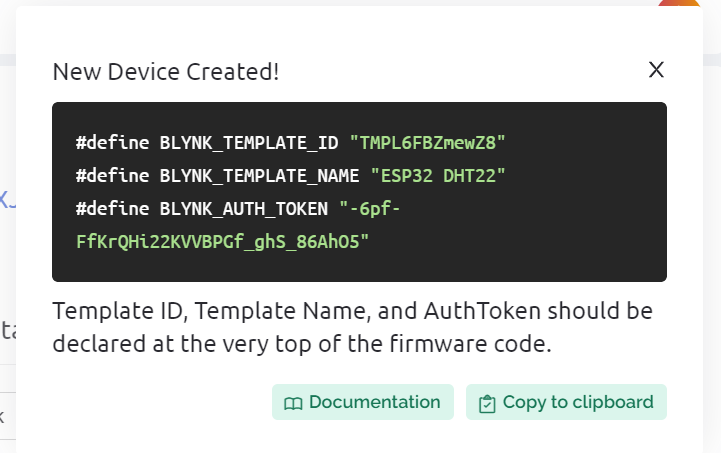 New Device Created!
X
#define BLYNK_TEMPLATE_ID "TMPL6FBZmewZ8"
#define BLYNK_TEMPLATE_NAME "ESP32 DHT22"
#define BLYNK_AUTH_TOKEN "-6pf-
FfKrQHi22KVVBPGf_ghS_86AhO5"
Template ID, Template Name, and AuthToken should be
declared at the very top of the firmware code.
Documentation
Copy to clipboard